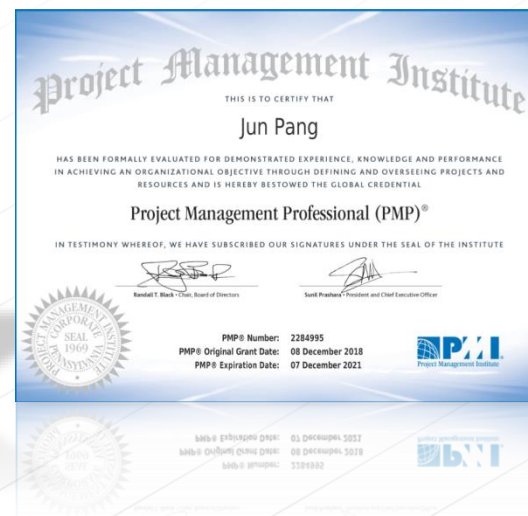 Project Management Institute
THIS IS TO CERTIFY THAT
Jun Pang
HAS BEEN FORMALLY EVALUATED FOR DEMONSTRATED EXPERIENCE, KNOWLEDGE AND PERFORMANCE
IN ACHIEVING AN ORGANIZATIONAL OBJECTIVE THROUGH DEFINING AND OVERSEEING PROJECTS AND
RESOURCES AND IS HEREBY BESTOWED THE GLOBAL CREDENTIAL
Project Management Professional (PMP)®
IN TESTIMONY WHEREOF, WE HAVE SUBSCRIBED OUR SIGNATURES UNDER THE SEAL OF THE INSTITUTE
Randall T. Black • Chair, Board of Directors
Sunil Prashara • President and Chief Executive Officer
PROJECT MANAGEMENT INSTITUTE
PENNSYLVANIA
CORPORATE
SEAL
1969
PMP® Number: 2284995
PMP® Original Grant Date: 08 December 2018
PMP® Expiration Date: 07 December 2021
PMI
Project Management Institute